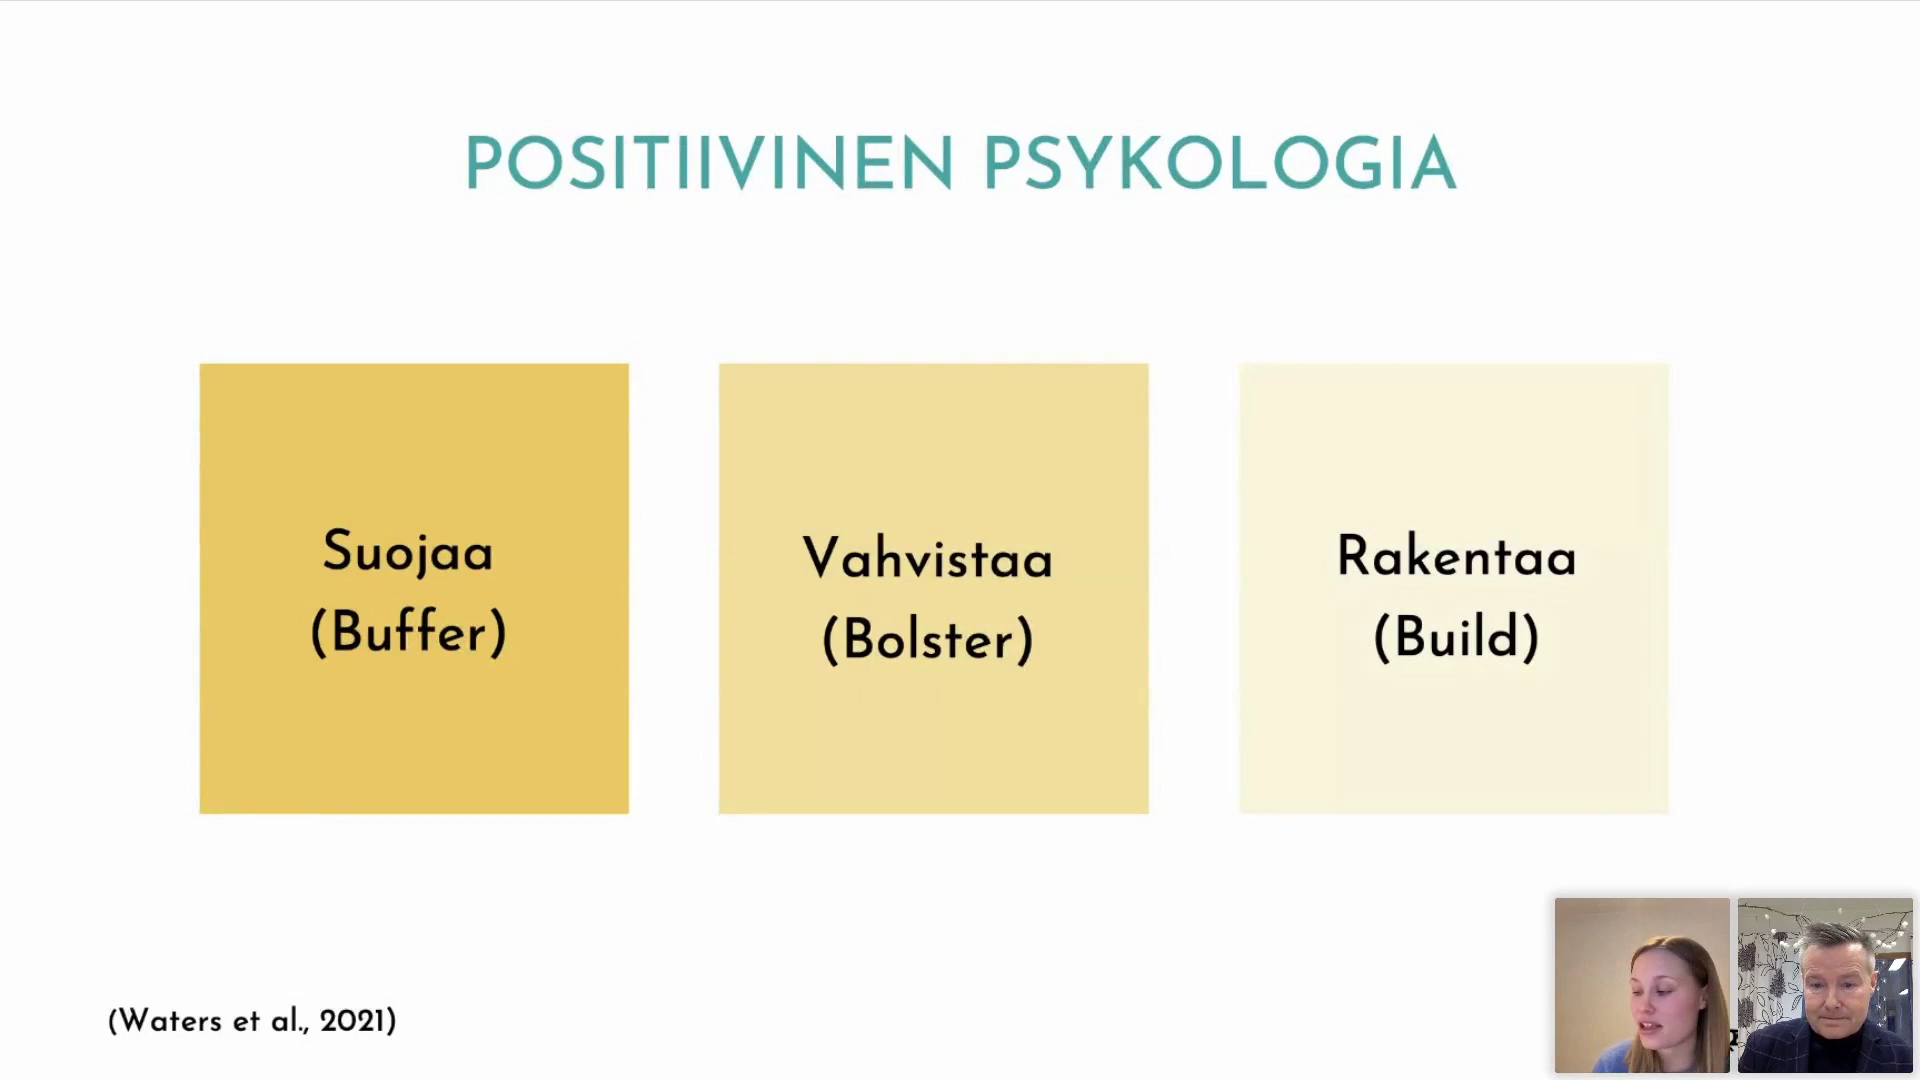 POSITIIVINEN PSYKOLOGIA
Suojaa
(Buffer)
Vahvistaa
(Bolster)
Rakentaa
(Build)
(Waters et al., 2021)